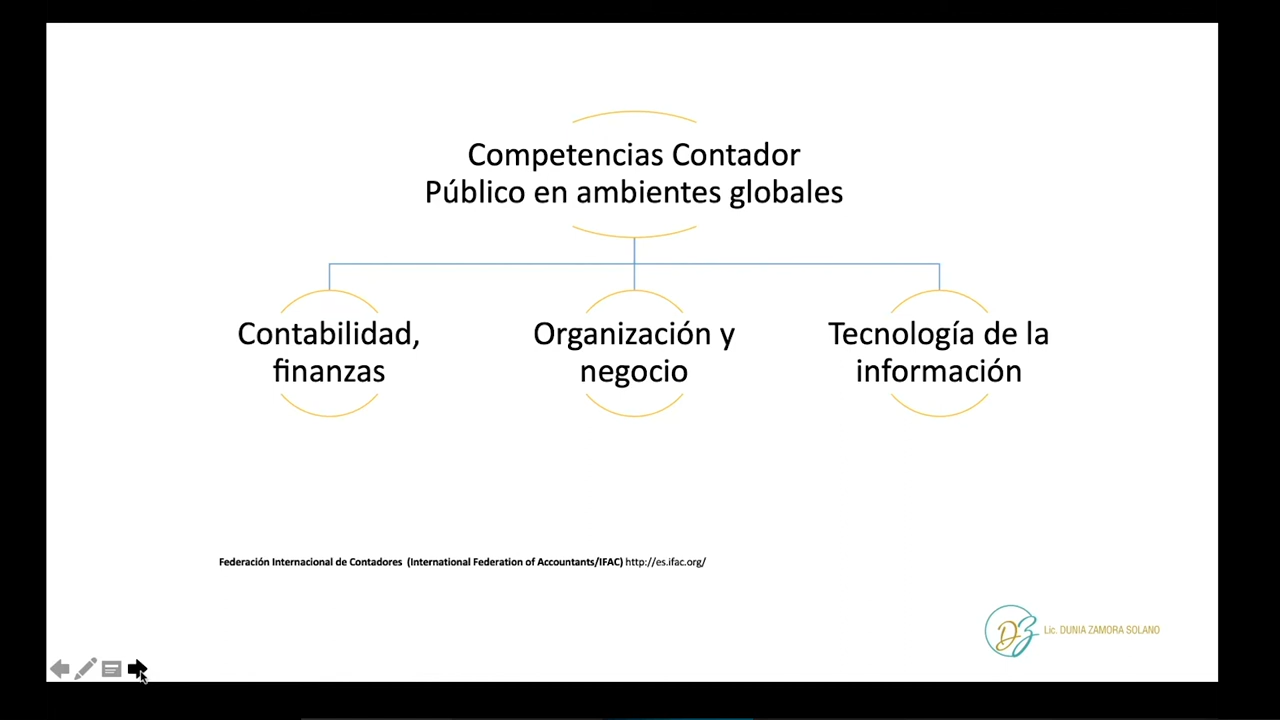 Competencias Contador
Público en ambientes globales
Contabilidad,
finanzas
Organización y
negocio
Tecnología de la
información
Federación Internacional de Contadores (International Federation of Accountants/IFAC) http://es.ifac.org/
DZ Lic. DUNIA ZAMORA SOLANO